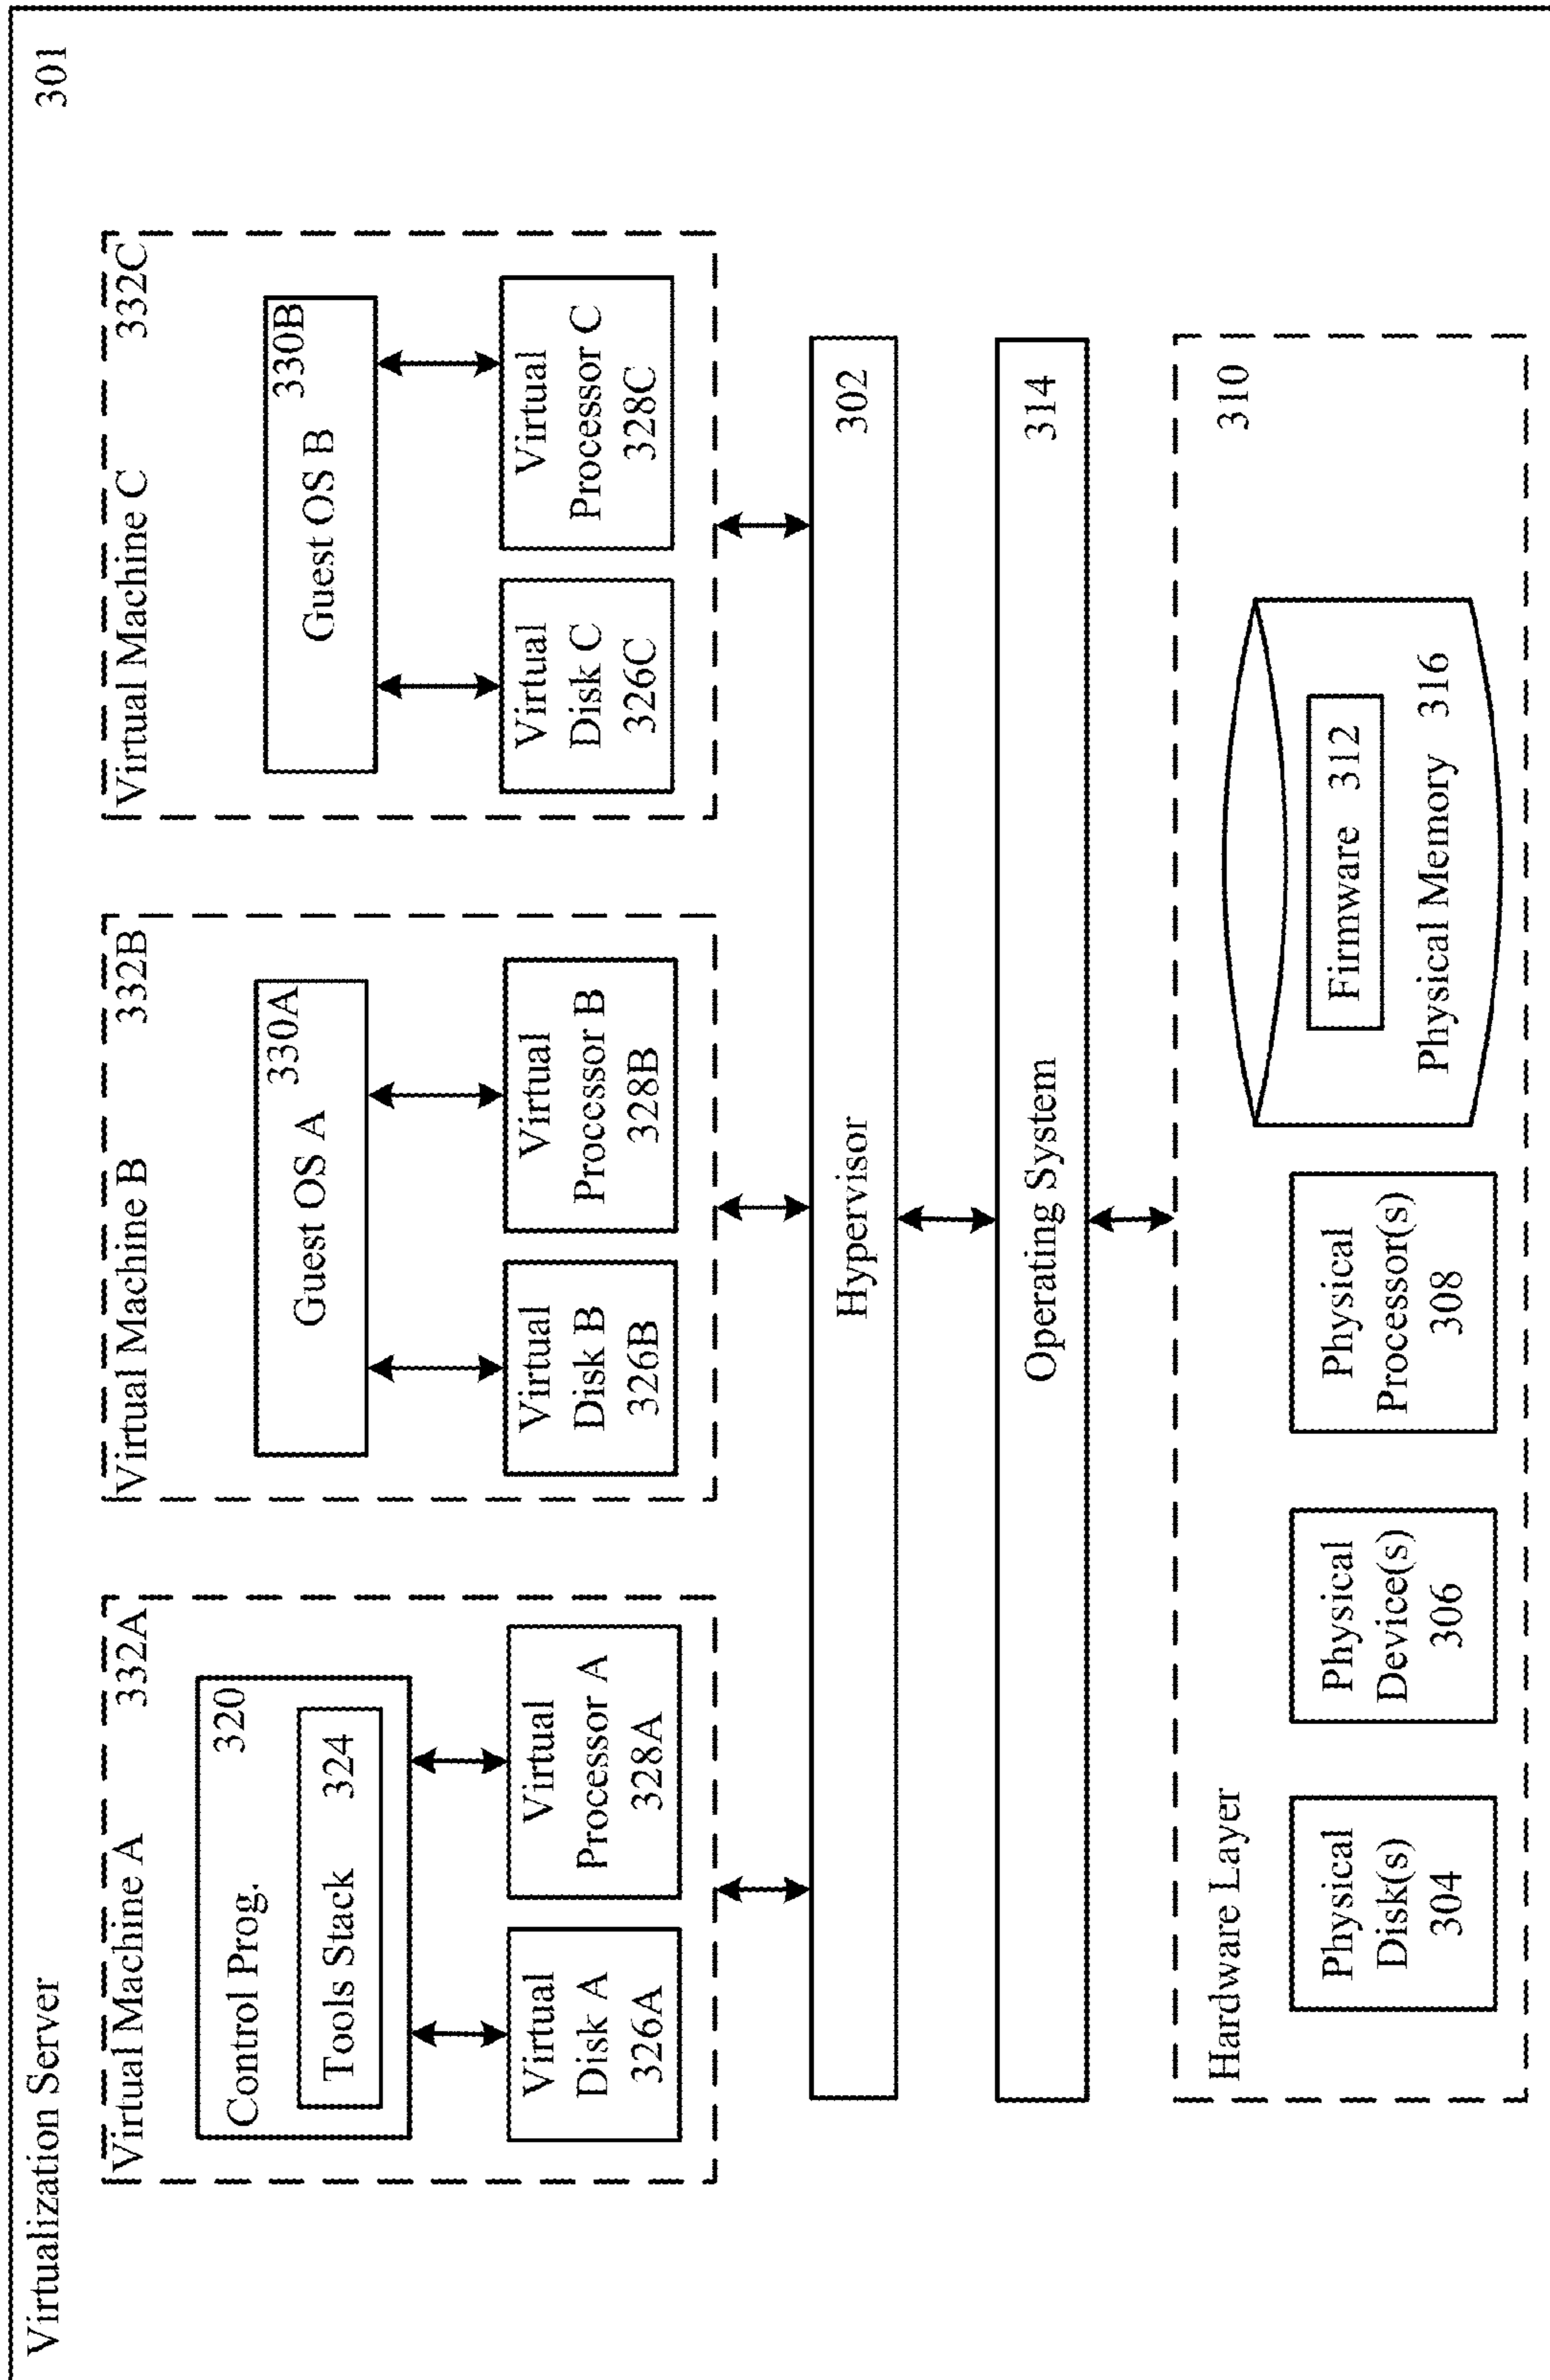 Virtualization Server
301
Virtual Machine A
332A
Control Prog.
320
Tools Stack 324
Virtual
Disk A
326A
Virtual
Processor A
328A
Virtual Machine B
332B
330A
Guest OS A
Virtual
Disk B
326B
Virtual
Processor B
328B
Virtual Machine C
332C
330B
Guest OS B
Virtual
Disk C
326C
Virtual
Processor C
328C
Hypervisor
302
Operating System
314
Hardware Layer
310
Physical
Disk(s)
304
Physical
Device(s)
306
Physical
Processor(s)
308
Firmware 312
Physical Memory 316